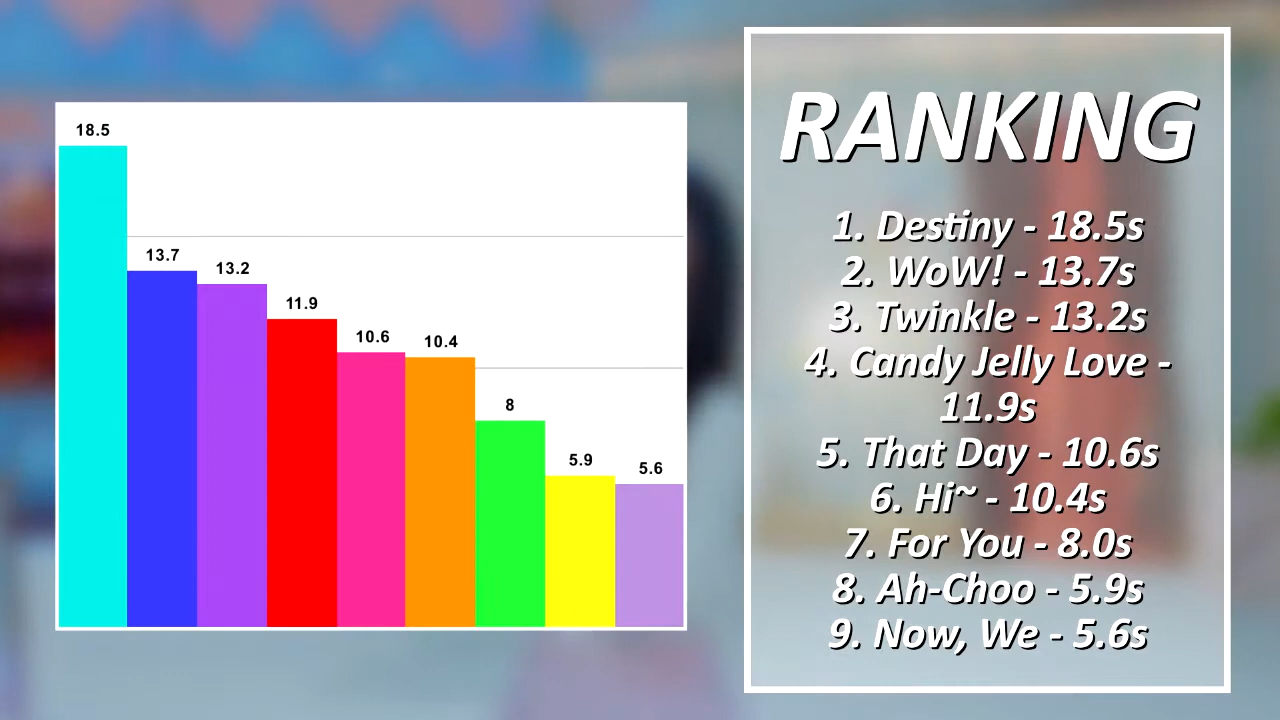 18.5
13.7
13.2
11.9
10.6
10.4
8
5.9
5.6
RANKING
1. Destiny - 18.5s
2. WoW! - 13.7s
3. Twinkle - 13.2s
4. Candy Jelly Love -
11.9s
5. That Day - 10.6s
6. Hi~ - 10.4s
7. For You - 8.0s
8. Ah-Choo - 5.9s
9. Now, We - 5.6s